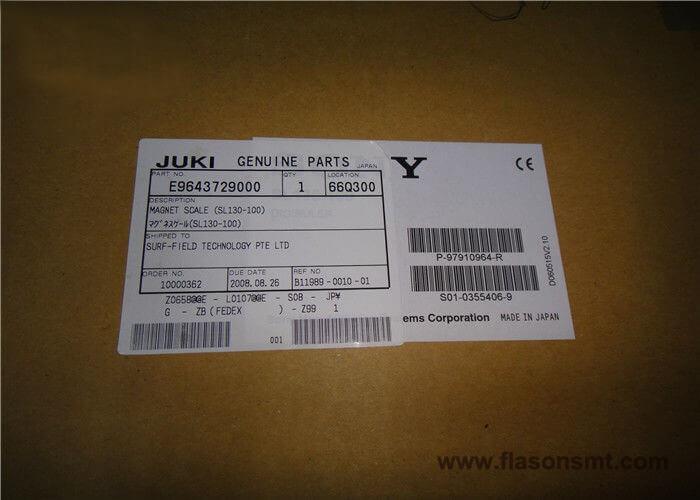 JUKI GENUINE PARTS JAPAN
PART NO. QTY LOCATION
E9643729000 1 66Q300
DESCRIPTION
MAGNET SCALE (SL130-100)
マグネスケール(SL130-100)
SHIPPED TO
SURF-FIELD TECHNOLOGY PTE LTD
ORDER NO. DUE DATE REF NO
10000362 2008.08.26 B11989-0010-01
G - ZB(FEDEX ) -Z99 1
001
Y
CE
P-97910964-R
S01-0355406-9
ems Corporation MADE IN JAPAN
D060515V2.10
www.flasonsmt.com